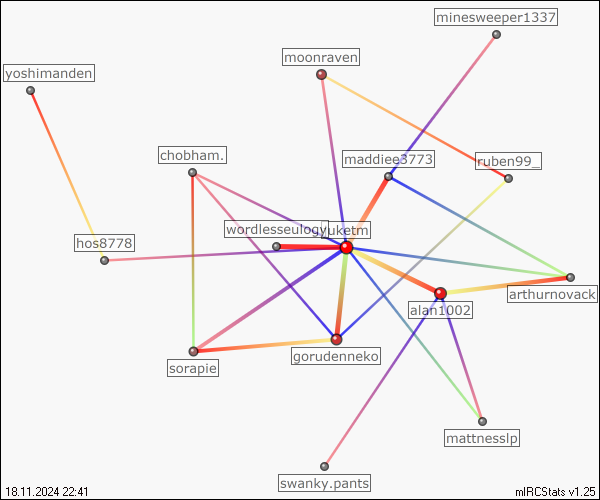 minesweeper1337
moonraven
yoshimanden
chobham.
maddiee3773
ruben99_
wordlesseulogy
yuketm
hos8778
arthurnovack
alan1002
gorudenneko
sorapie
mattnesslp
swanky.pants
18.11.2024 22:41
mIRCStats v1.25